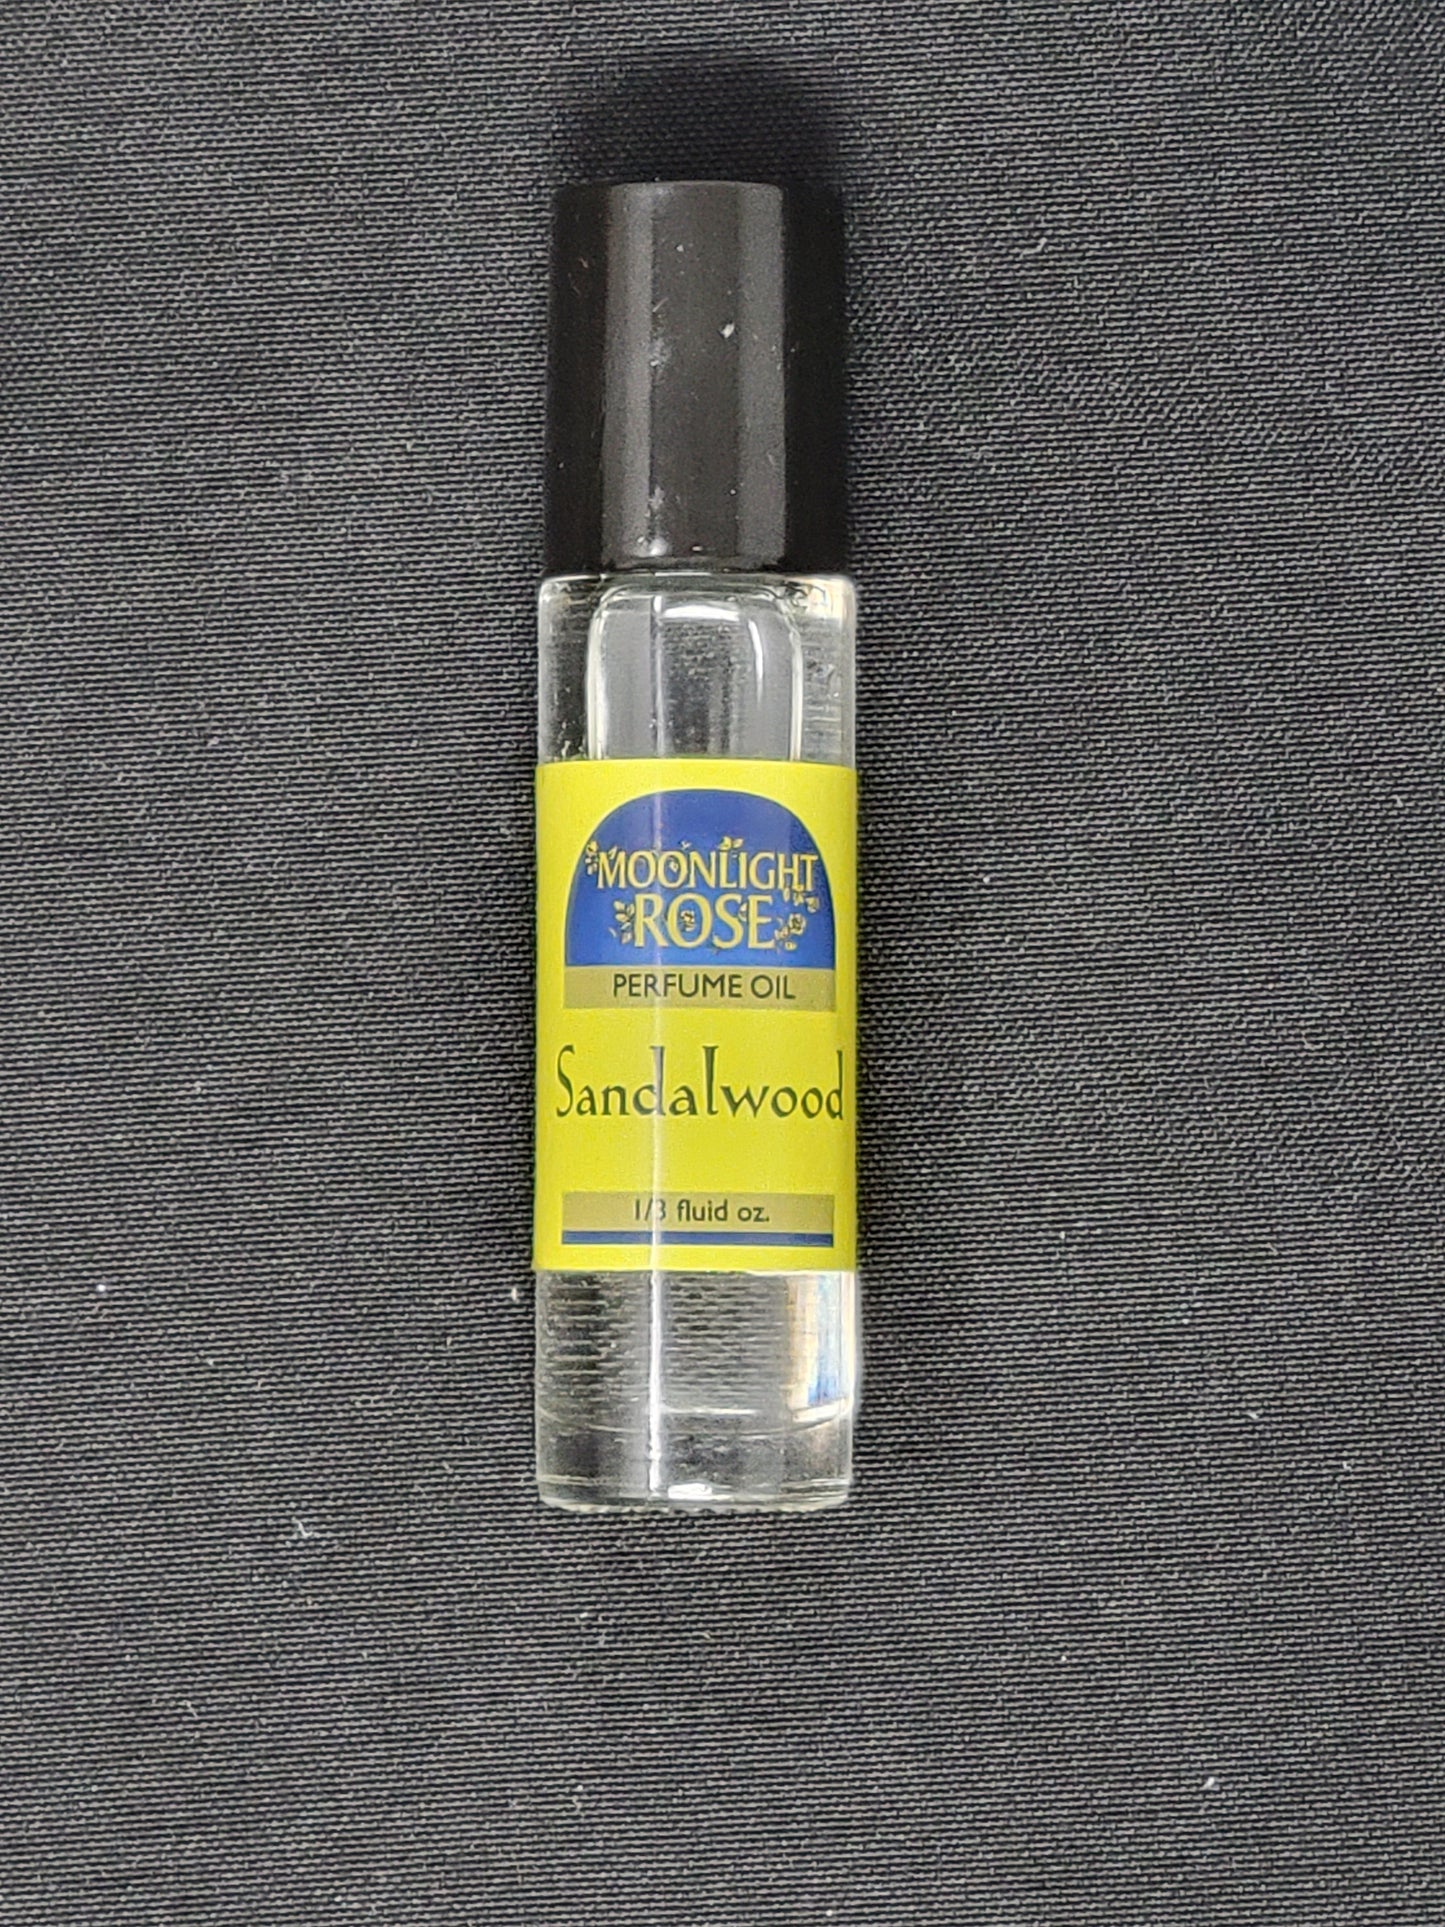 MOONLIGHT
ROSE
PERFUME OIL
Sandalwood
1/3 fluid oz.